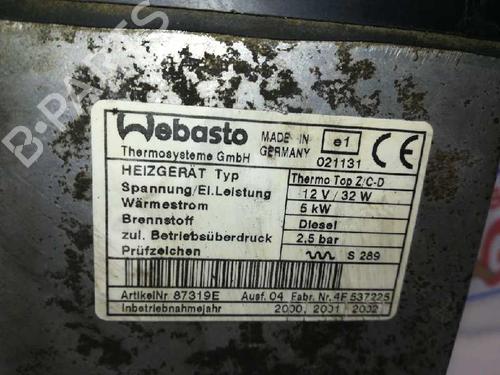 B-PARTS
Webasto
Thermosysteme GmbH
MADE IN GERMANY
e1
021131
CE
HEIZGERÄT Typ Thermo Top Z/C-D
Spannung/El.Leistung 12 V/ 32 W
Wärmestrom 5 kW
Brennstoff Diesel
zul. Betriebsüberdruck 2,5 bar
Prüfzeichen S 289
ArtikelNr 87319E Ausf. 04 Fabr. Nr. 4F 537225
Inbetriebnahmejahr 2000, 2001 2002